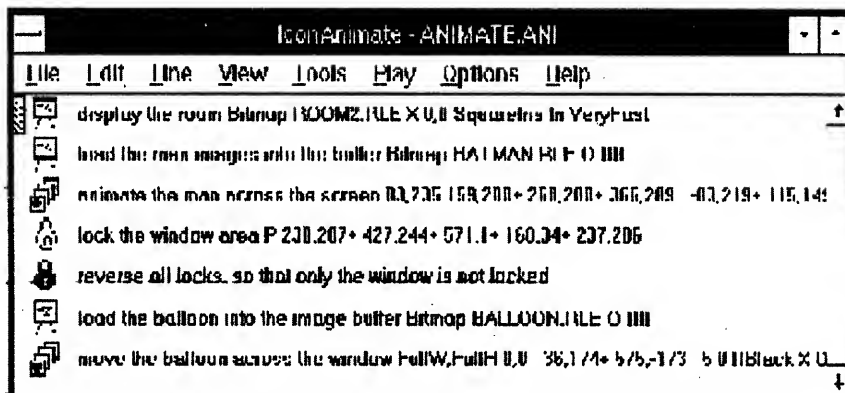 IconAnimate - ANIMATE.ANI
File Edit Line View Tools Play Options Help
display the room Bitmap ROOM2.RLE X 0,0 SquaresIn In VeryFast
load the man images into the buffer Bitmap HATMAN.RLE O
animate the man across the screen
lock the window area P 238.207+ 427.244+ 571.1+ 160.34+ 237.206
reverse all locks, so that only the window is not locked
load the balloon into the image buffer Bitmap BALLOON.RLE O
move the balloon across the window FullW,FullH 0,0